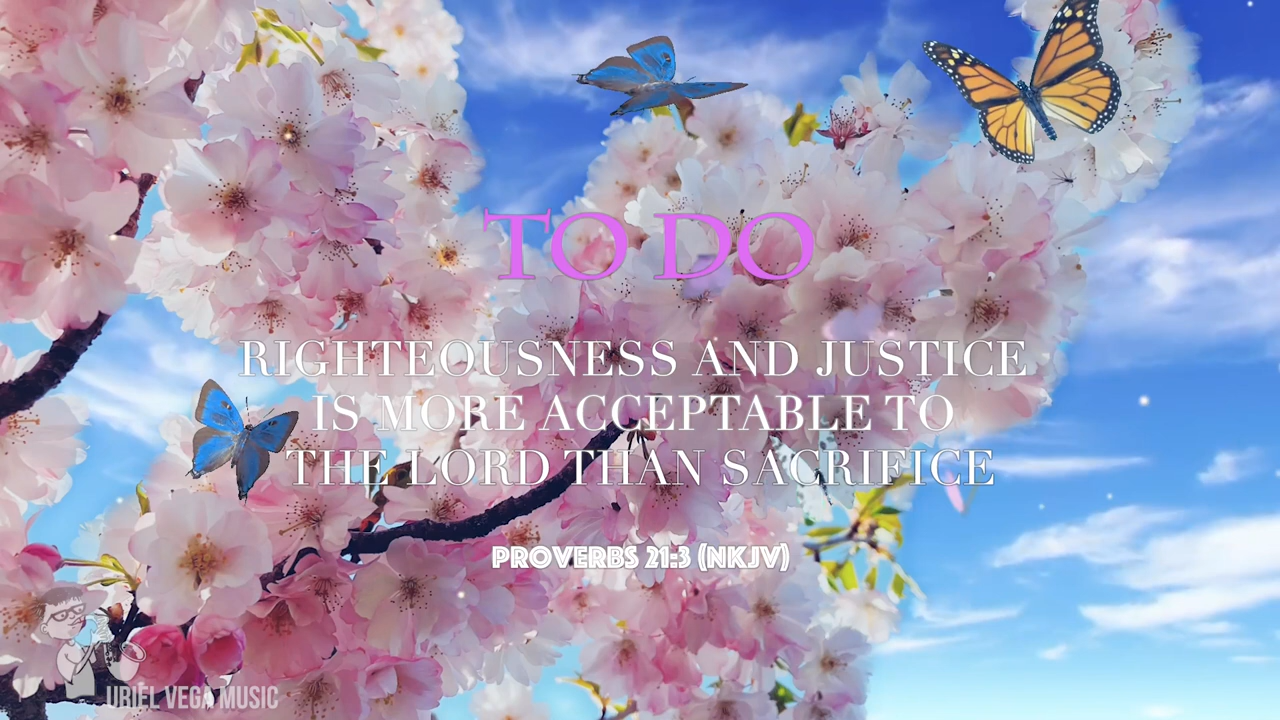 TO DO
RIGHTEOUSNESS AND JUSTICE
IS MORE ACCEPTABLE TO
THE LORD THAN SACRIFICE
PROVERBS 21:3 (NKJV)
URIEL VEGA MUSIC